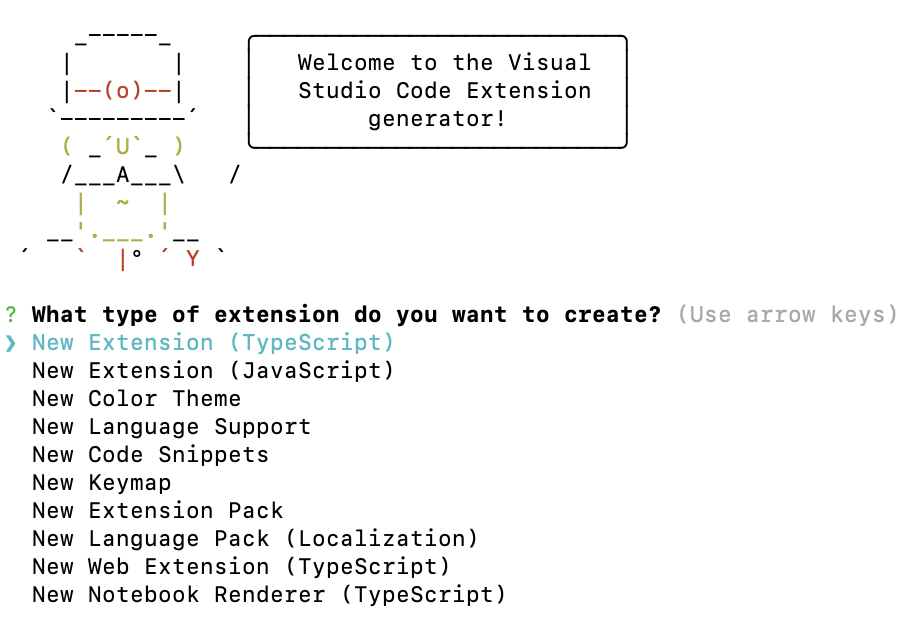 Welcome to the Visual
Studio Code Extension
generator!
? What type of extension do you want to create? (Use arrow keys)
❯ New Extension (TypeScript)
New Extension (JavaScript)
New Color Theme
New Language Support
New Code Snippets
New Keymap
New Extension Pack
New Language Pack (Localization)
New Web Extension (TypeScript)
New Notebook Renderer (TypeScript)